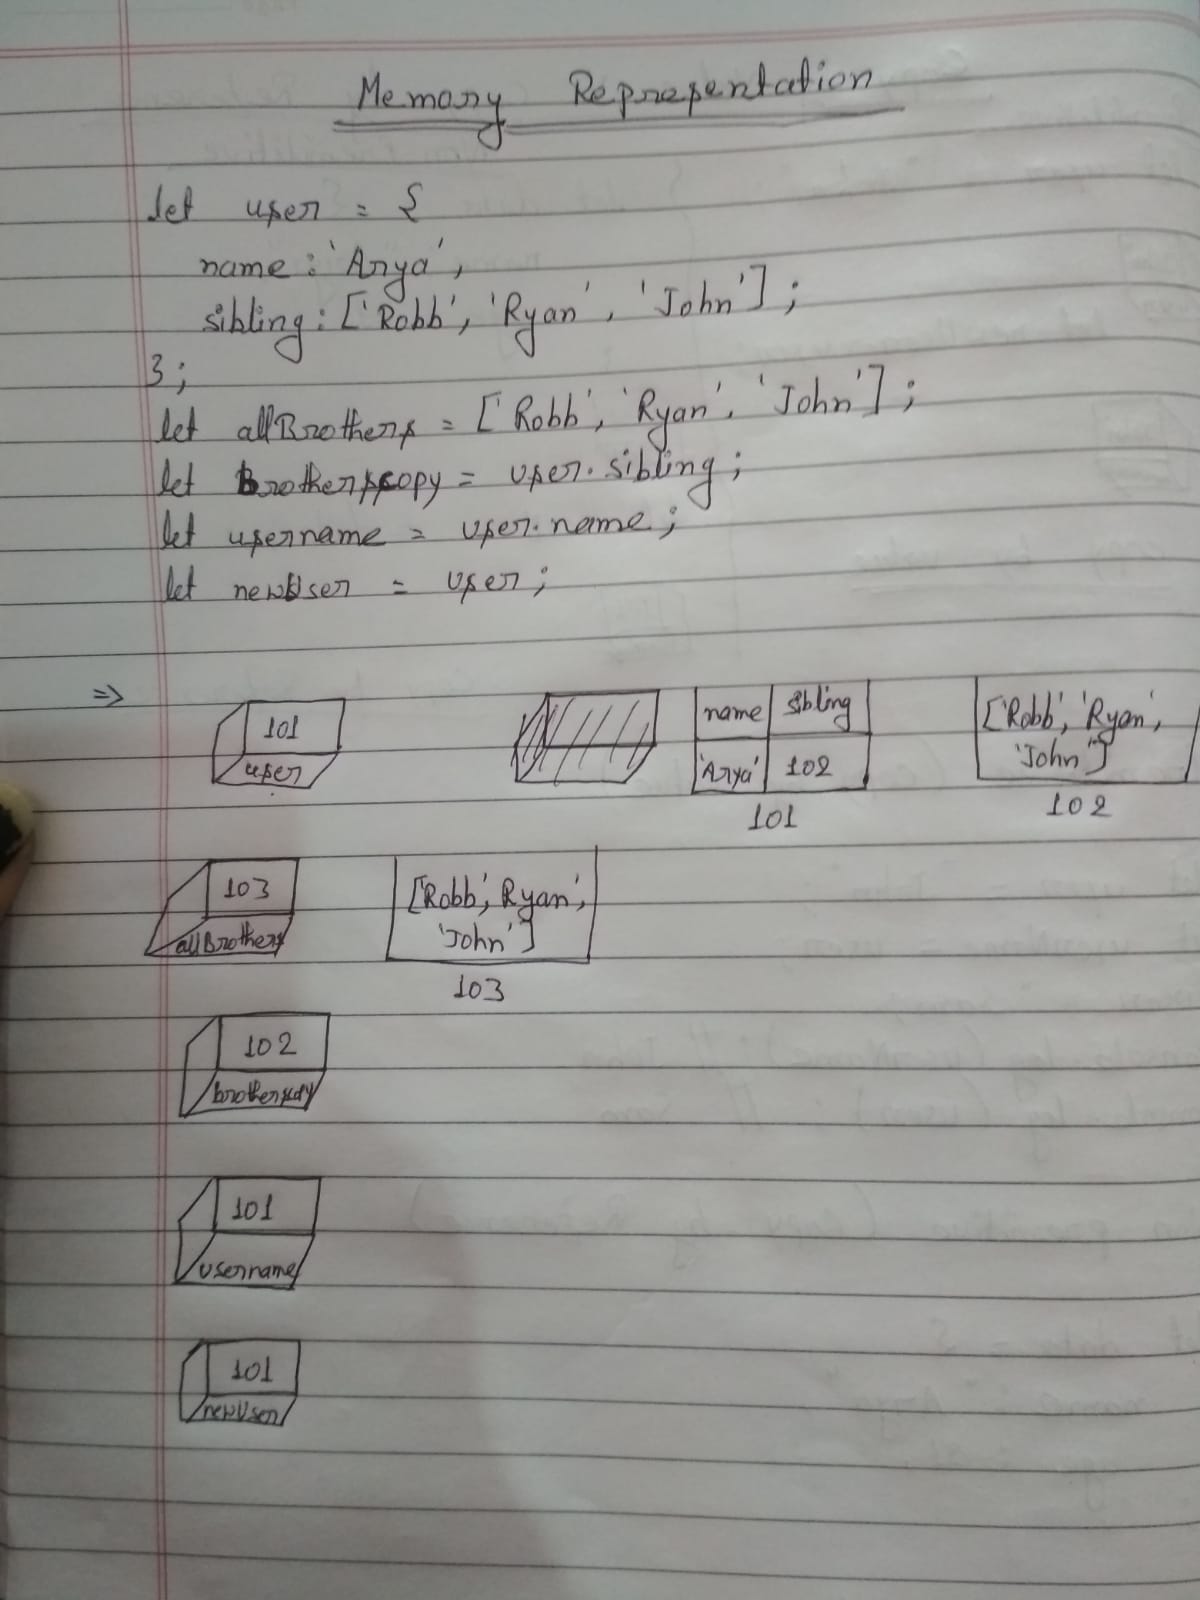 Memory Representation
let user = {
name : 'Arya',
sibling : ['Robb', 'Ryan', 'John'];
};
let allBrothers = ['Robb', 'Ryan', 'John'];
let Brotherscopy = user.sibling;
let username = user.name;
let newUser = user;
=>
101
user
name sibling
'Arya' 102
101
['Robb', 'Ryan',
'John']
102
103
allBrothers
['Robb', Ryan',
'John']
103
102
brotherscopy
101
username
101
newUser